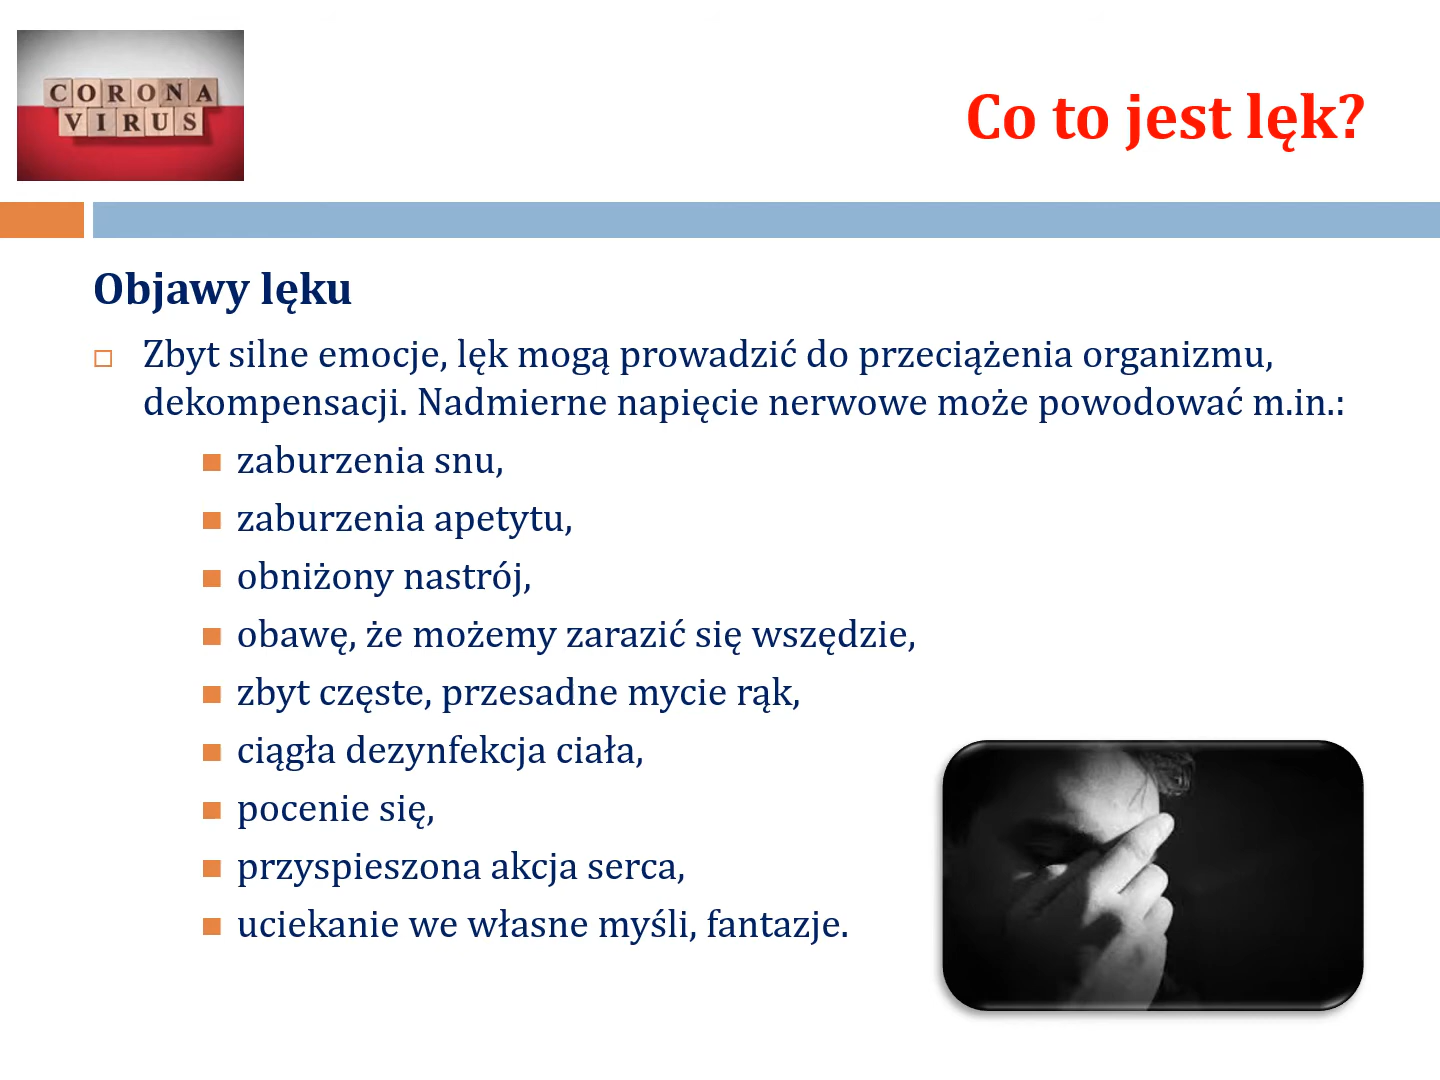 CORONA
VIRUS
Co to jest lęk?
Objawy lęku
Zbyt silne emocje, lęk mogą prowadzić do przeciążenia organizmu,
dekompensacji. Nadmierne napięcie nerwowe może powodować m.in.:
zaburzenia snu,
zaburzenia apetytu,
obniżony nastrój,
obawę, że możemy zarazić się wszędzie,
zbyt częste, przesadne mycie rąk,
ciągła dezynfekcja ciała,
pocenie się,
przyspieszona akcja serca,
uciekanie we własne myśli, fantazje.